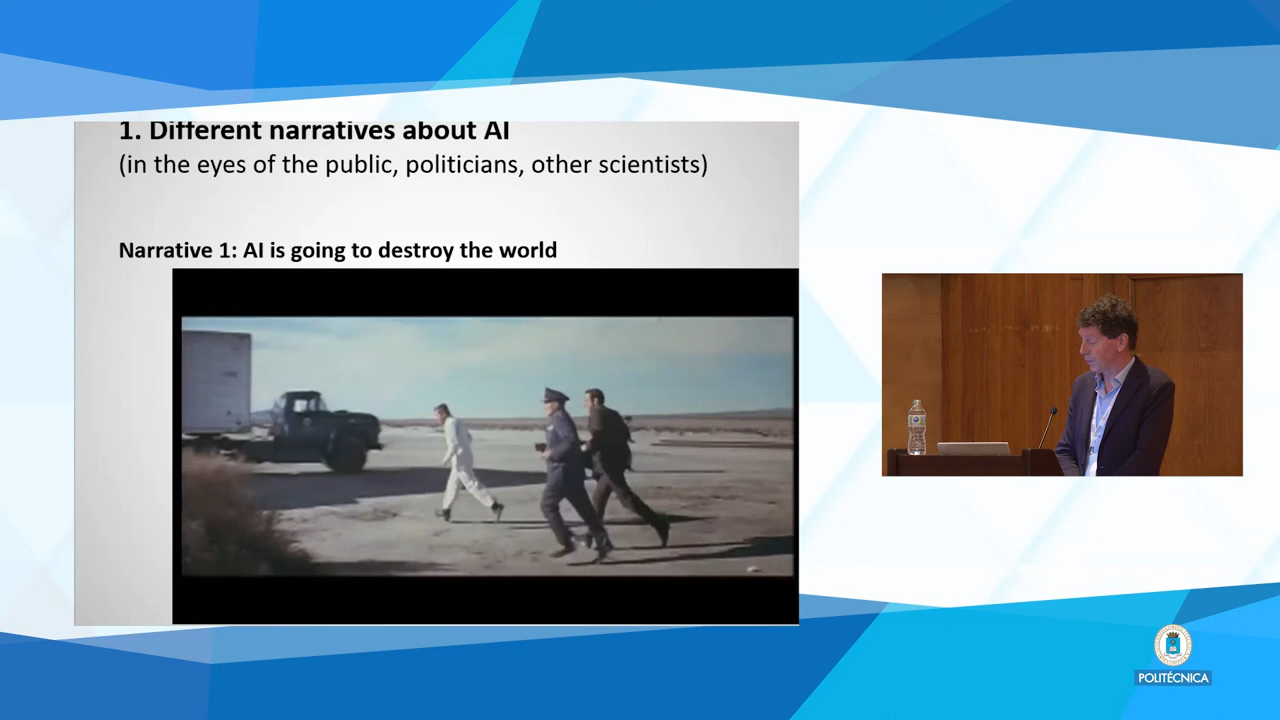 1. Different narratives about AI
(in the eyes of the public, politicians, other scientists)
Narrative 1: AI is going to destroy the world
POLITÉCNICA